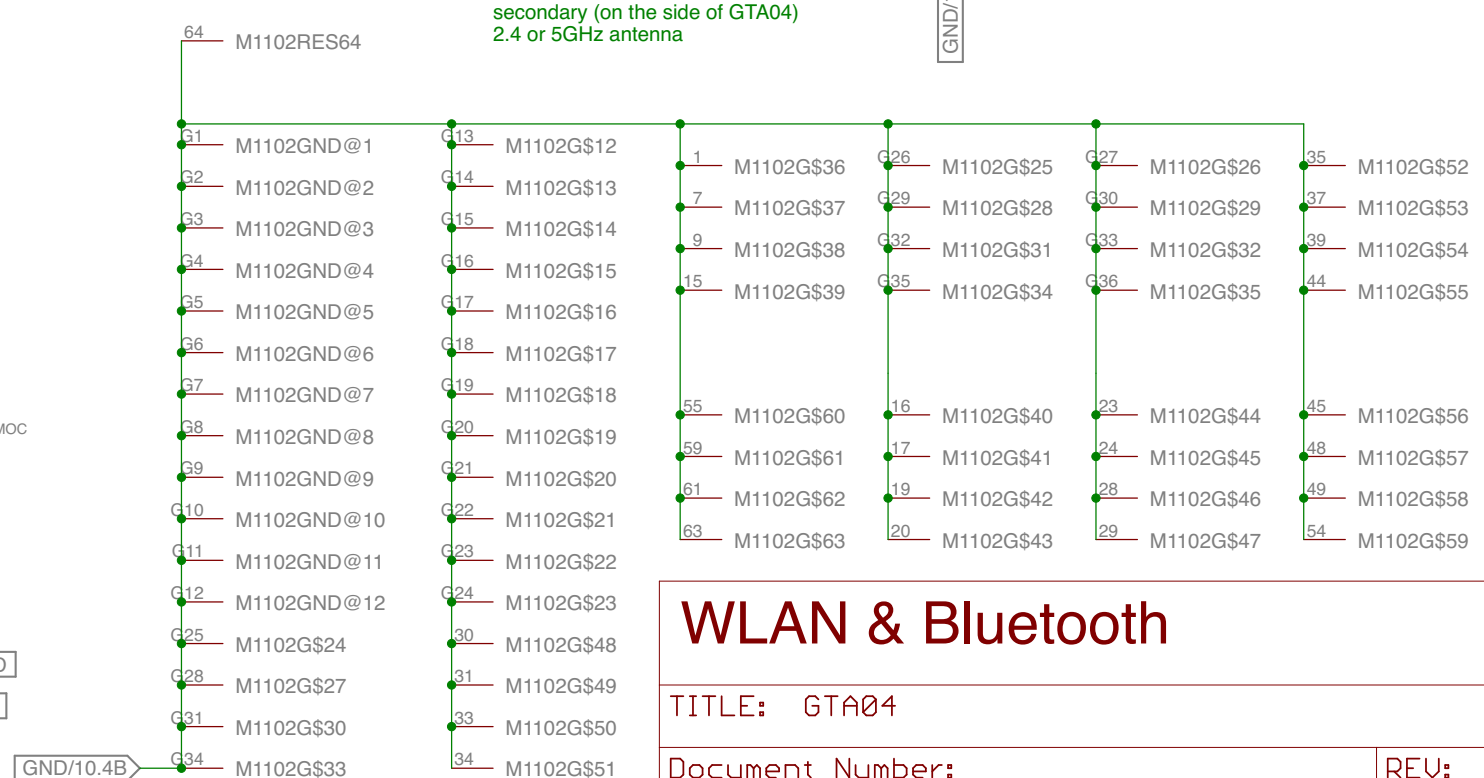 secondary (on the side of GTA04)
2.4 or 5GHz antenna
GND/
64 M1102RES64
G1 M1102GND@1
G2 M1102GND@2
G3 M1102GND@3
G4 M1102GND@4
G5 M1102GND@5
G6 M1102GND@6
G7 M1102GND@7
G8 M1102GND@8
G9 M1102GND@9
G10 M1102GND@10
G11 M1102GND@11
G12 M1102GND@12
G25 M1102G$24
G28 M1102G$27
G31 M1102G$30
G34 M1102G$33
GND/10.4B
MOC
G13 M1102G$12
G14 M1102G$13
G15 M1102G$14
G16 M1102G$15
G17 M1102G$16
G18 M1102G$17
G19 M1102G$18
G20 M1102G$19
G21 M1102G$20
G22 M1102G$21
G23 M1102G$22
G24 M1102G$23
30 M1102G$48
31 M1102G$49
33 M1102G$50
34 M1102G$51
1 M1102G$36
7 M1102G$37
9 M1102G$38
15 M1102G$39
55 M1102G$60
59 M1102G$61
61 M1102G$62
63 M1102G$63
G26 M1102G$25
G29 M1102G$28
G32 M1102G$31
G35 M1102G$34
16 M1102G$40
17 M1102G$41
19 M1102G$42
20 M1102G$43
G27 M1102G$26
G30 M1102G$29
G33 M1102G$32
G36 M1102G$35
23 M1102G$44
24 M1102G$45
28 M1102G$46
29 M1102G$47
35 M1102G$52
37 M1102G$53
39 M1102G$54
44 M1102G$55
45 M1102G$56
48 M1102G$57
49 M1102G$58
54 M1102G$59
WLAN & Bluetooth
TITLE: GTA04
Document Number:
REV: